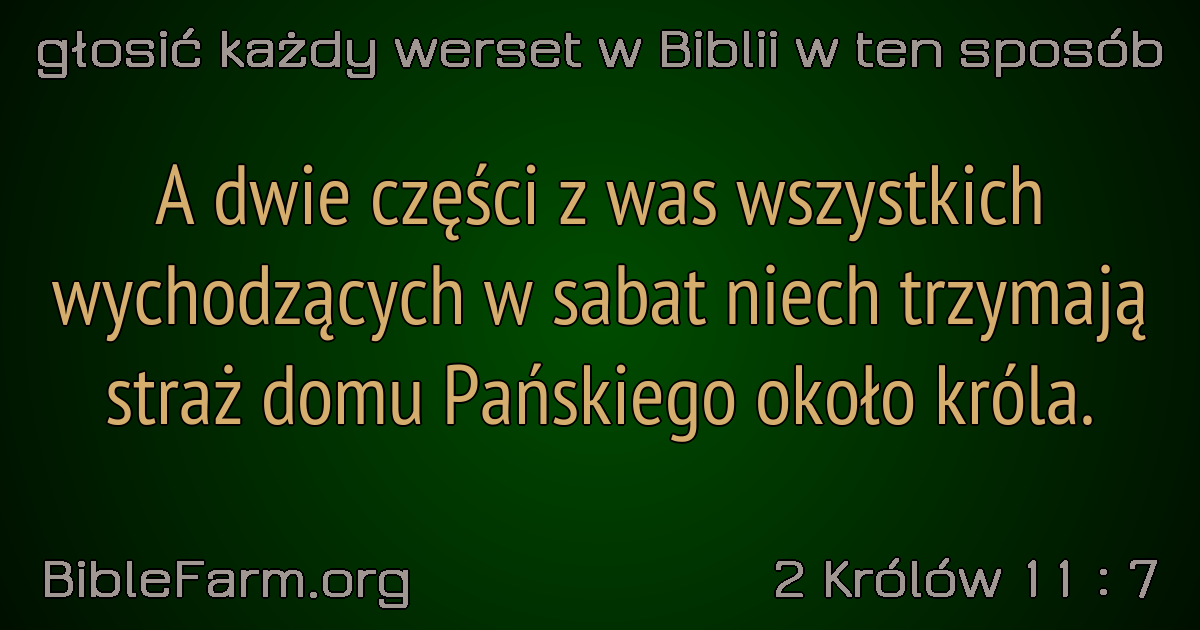 głosić każdy werset w Biblii w ten sposób
A dwie części z was wszystkich
wychodzących w sabat niech trzymają
straż domu Pańskiego około króla.
BibleFarm.org
2 Królów 11 : 7